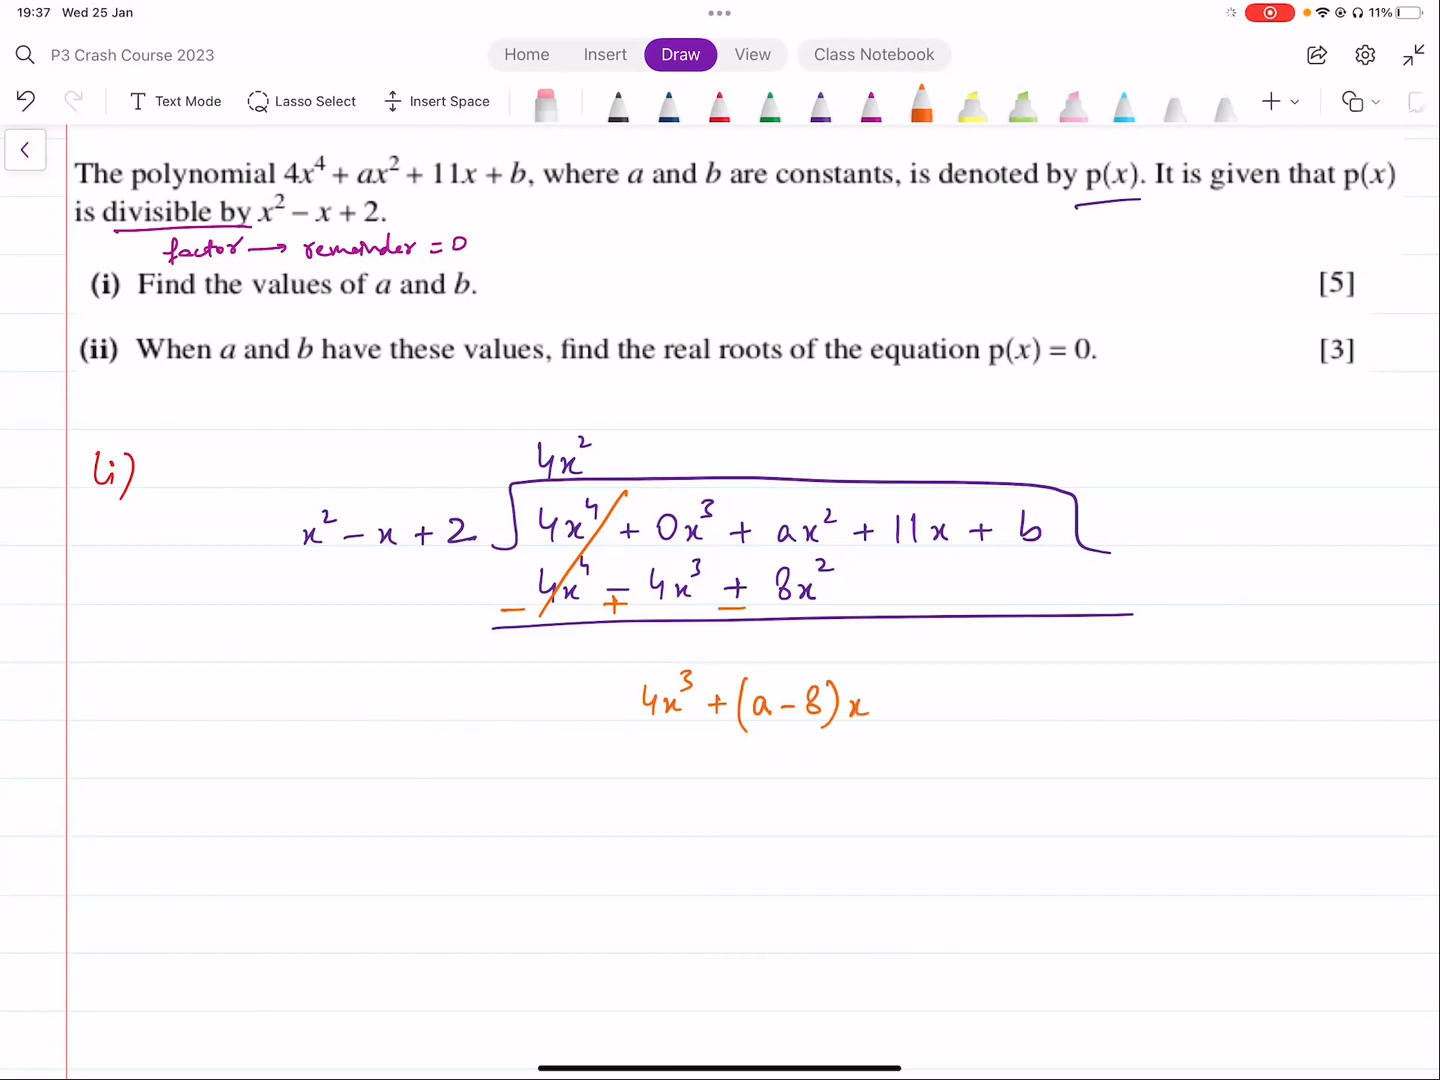 19:37 Wed 25 Jan
11%
P3 Crash Course 2023
Home Insert Draw View Class Notebook
Text Mode Lasso Select Insert Space
The polynomial 4x⁴ + ax² + 11x + b, where a and b are constants, is denoted by p(x). It is given that p(x)
is divisible by x² − x + 2.
factor → remainder = 0
(i) Find the values of a and b. [5]
(ii) When a and b have these values, find the real roots of the equation p(x) = 0. [3]
(i)
4x²
x² − x + 2 4x⁴ + 0x³ + ax² + 11x + b
4x⁴ − 4x³ + 8x²
− + −
4x³ + (a − 8)x